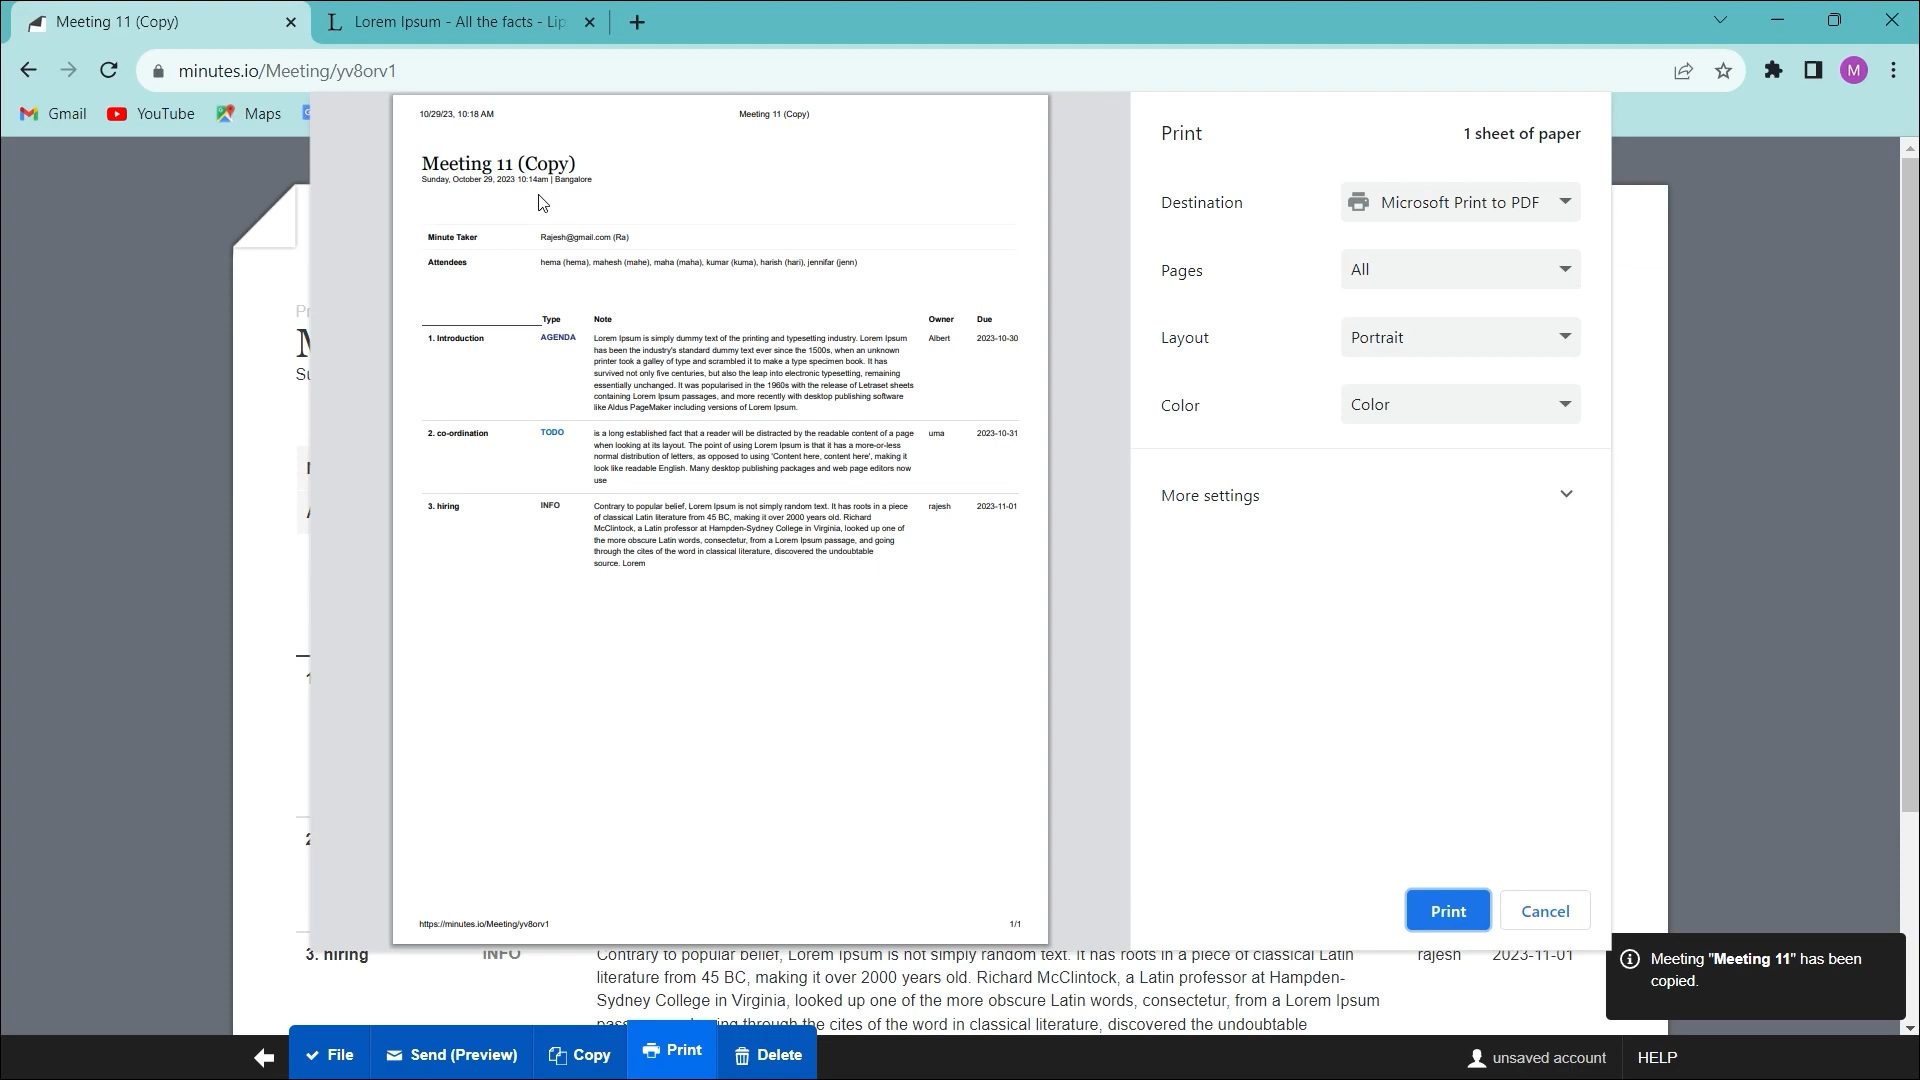 Meeting 11 (Copy)
Lorem Ipsum - All the facts - Lip
minutes.io/Meeting/yv8orv1
M
Gmail
YouTube
Maps
10/29/23, 10:18 AM
Meeting 11 (Copy)
Meeting 11 (Copy)
Sunday, October 29, 2023 10:14am | Bangalore
Minute Taker
Rajesh@gmail.com (Ra)
Attendees
hema (hema), mahesh (mahe), maha (maha), kumar (kuma), harish (hari), jennifar (jenn)
Type Note Owner Due
1. Introduction AGENDA Lorem Ipsum is simply dummy text of the printing and typesetting industry. Lorem Ipsum Albert 2023-10-30
has been the industry's standard dummy text ever since the 1500s, when an unknown
printer took a galley of type and scrambled it to make a type specimen book. It has
survived not only five centuries, but also the leap into electronic typesetting, remaining
essentially unchanged. It was popularised in the 1960s with the release of Letraset sheets
containing Lorem Ipsum passages, and more recently with desktop publishing software
like Aldus PageMaker including versions of Lorem Ipsum.
2. co-ordination TODO is a long established fact that a reader will be distracted by the readable content of a page uma 2023-10-31
when looking at its layout. The point of using Lorem Ipsum is that it has a more-or-less
normal distribution of letters, as opposed to using 'Content here, content here', making it
look like readable English. Many desktop publishing packages and web page editors now
use
3. hiring INFO Contrary to popular belief, Lorem Ipsum is not simply random text. It has roots in a piece rajesh 2023-11-01
of classical Latin literature from 45 BC, making it over 2000 years old. Richard
McClintock, a Latin professor at Hampden-Sydney College in Virginia, looked up one of
the more obscure Latin words, consectetur, from a Lorem Ipsum passage, and going
through the cites of the word in classical literature, discovered the undoubtable
source. Lorem
https://minutes.io/Meeting/yv8orv1
1/1
Print
1 sheet of paper
Destination
Microsoft Print to PDF
Pages
All
Layout
Portrait
Color
Color
More settings
Print
Cancel
3. hiring INFO Contrary to popular belief, Lorem Ipsum is not simply random text. It has roots in a piece of classical Latin rajesh 2023-11-01
literature from 45 BC, making it over 2000 years old. Richard McClintock, a Latin professor at Hampden-
Sydney College in Virginia, looked up one of the more obscure Latin words, consectetur, from a Lorem Ipsum
through the cites of the word in classical literature, discovered the undoubtable
Meeting "Meeting 11" has been
copied.
File
Send (Preview)
Copy
Print
Delete
unsaved account
HELP